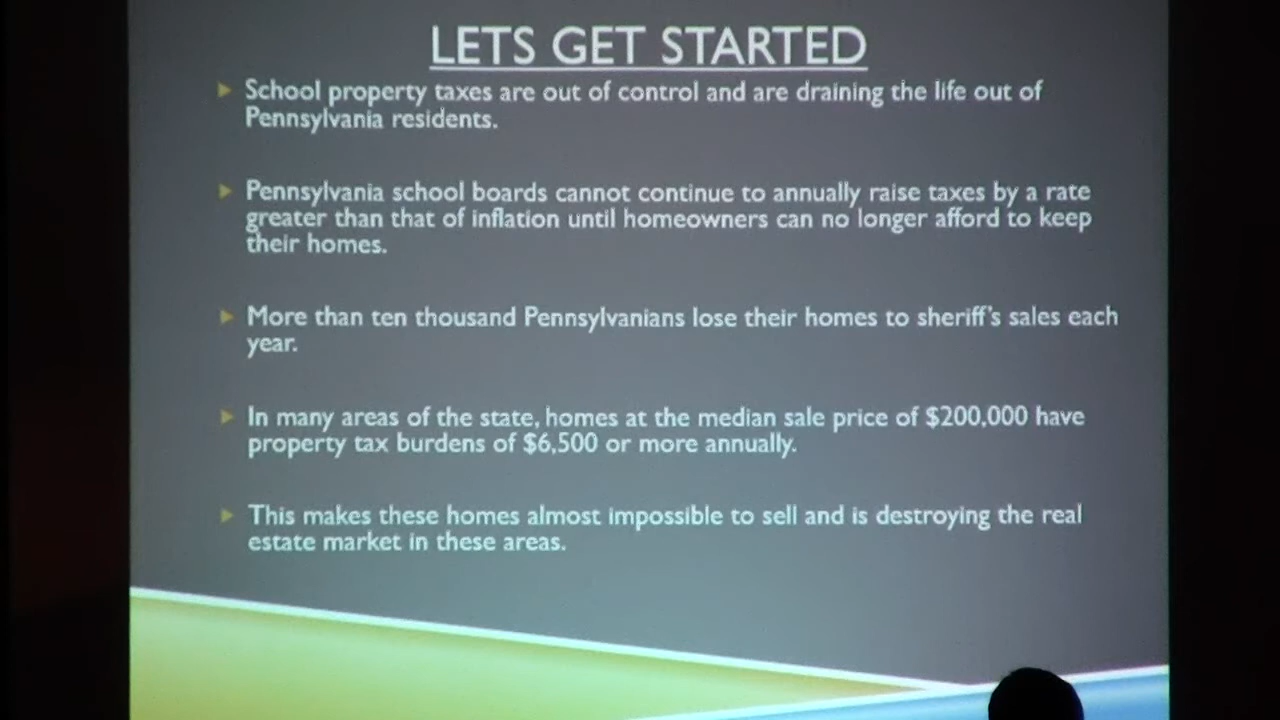 LETS GET STARTED
School property taxes are out of control and are draining the life out of
Pennsylvania residents.
Pennsylvania school boards cannot continue to annually raise taxes by a rate
greater than that of inflation until homeowners can no longer afford to keep
their homes.
More than ten thousand Pennsylvanians lose their homes to sheriff's sales each
year.
In many areas of the state, homes at the median sale price of $200,000 have
property tax burdens of $6,500 or more annually.
This makes these homes almost impossible to sell and is destroying the real
estate market in these areas.